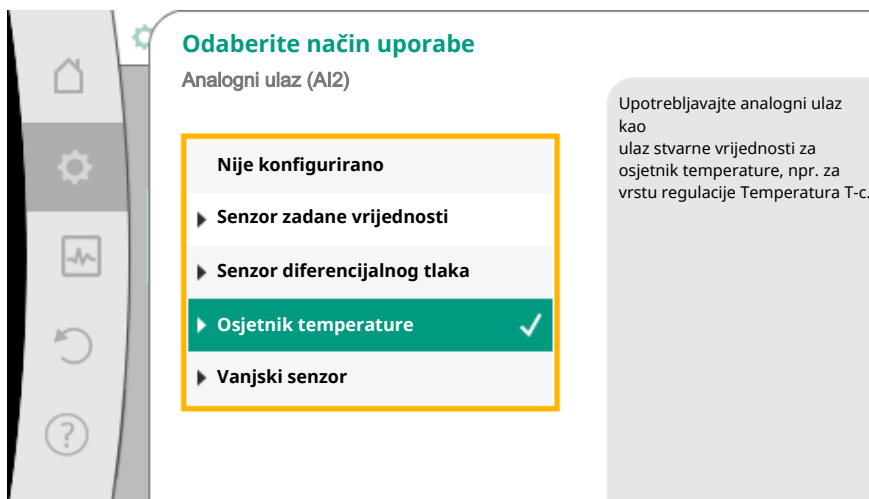 Odaberite način uporabe
Analogni ulaz (AI2)
Nije konfigurirano
Senzor zadane vrijednosti
Senzor diferencijalnog tlaka
Osjetnik temperature
Vanjski senzor
Upotrebljavajte analogni ulaz
kao
ulaz stvarne vrijednosti za
osjetnik temperature, npr. za
vrstu regulacije Temperatura T-c.
?